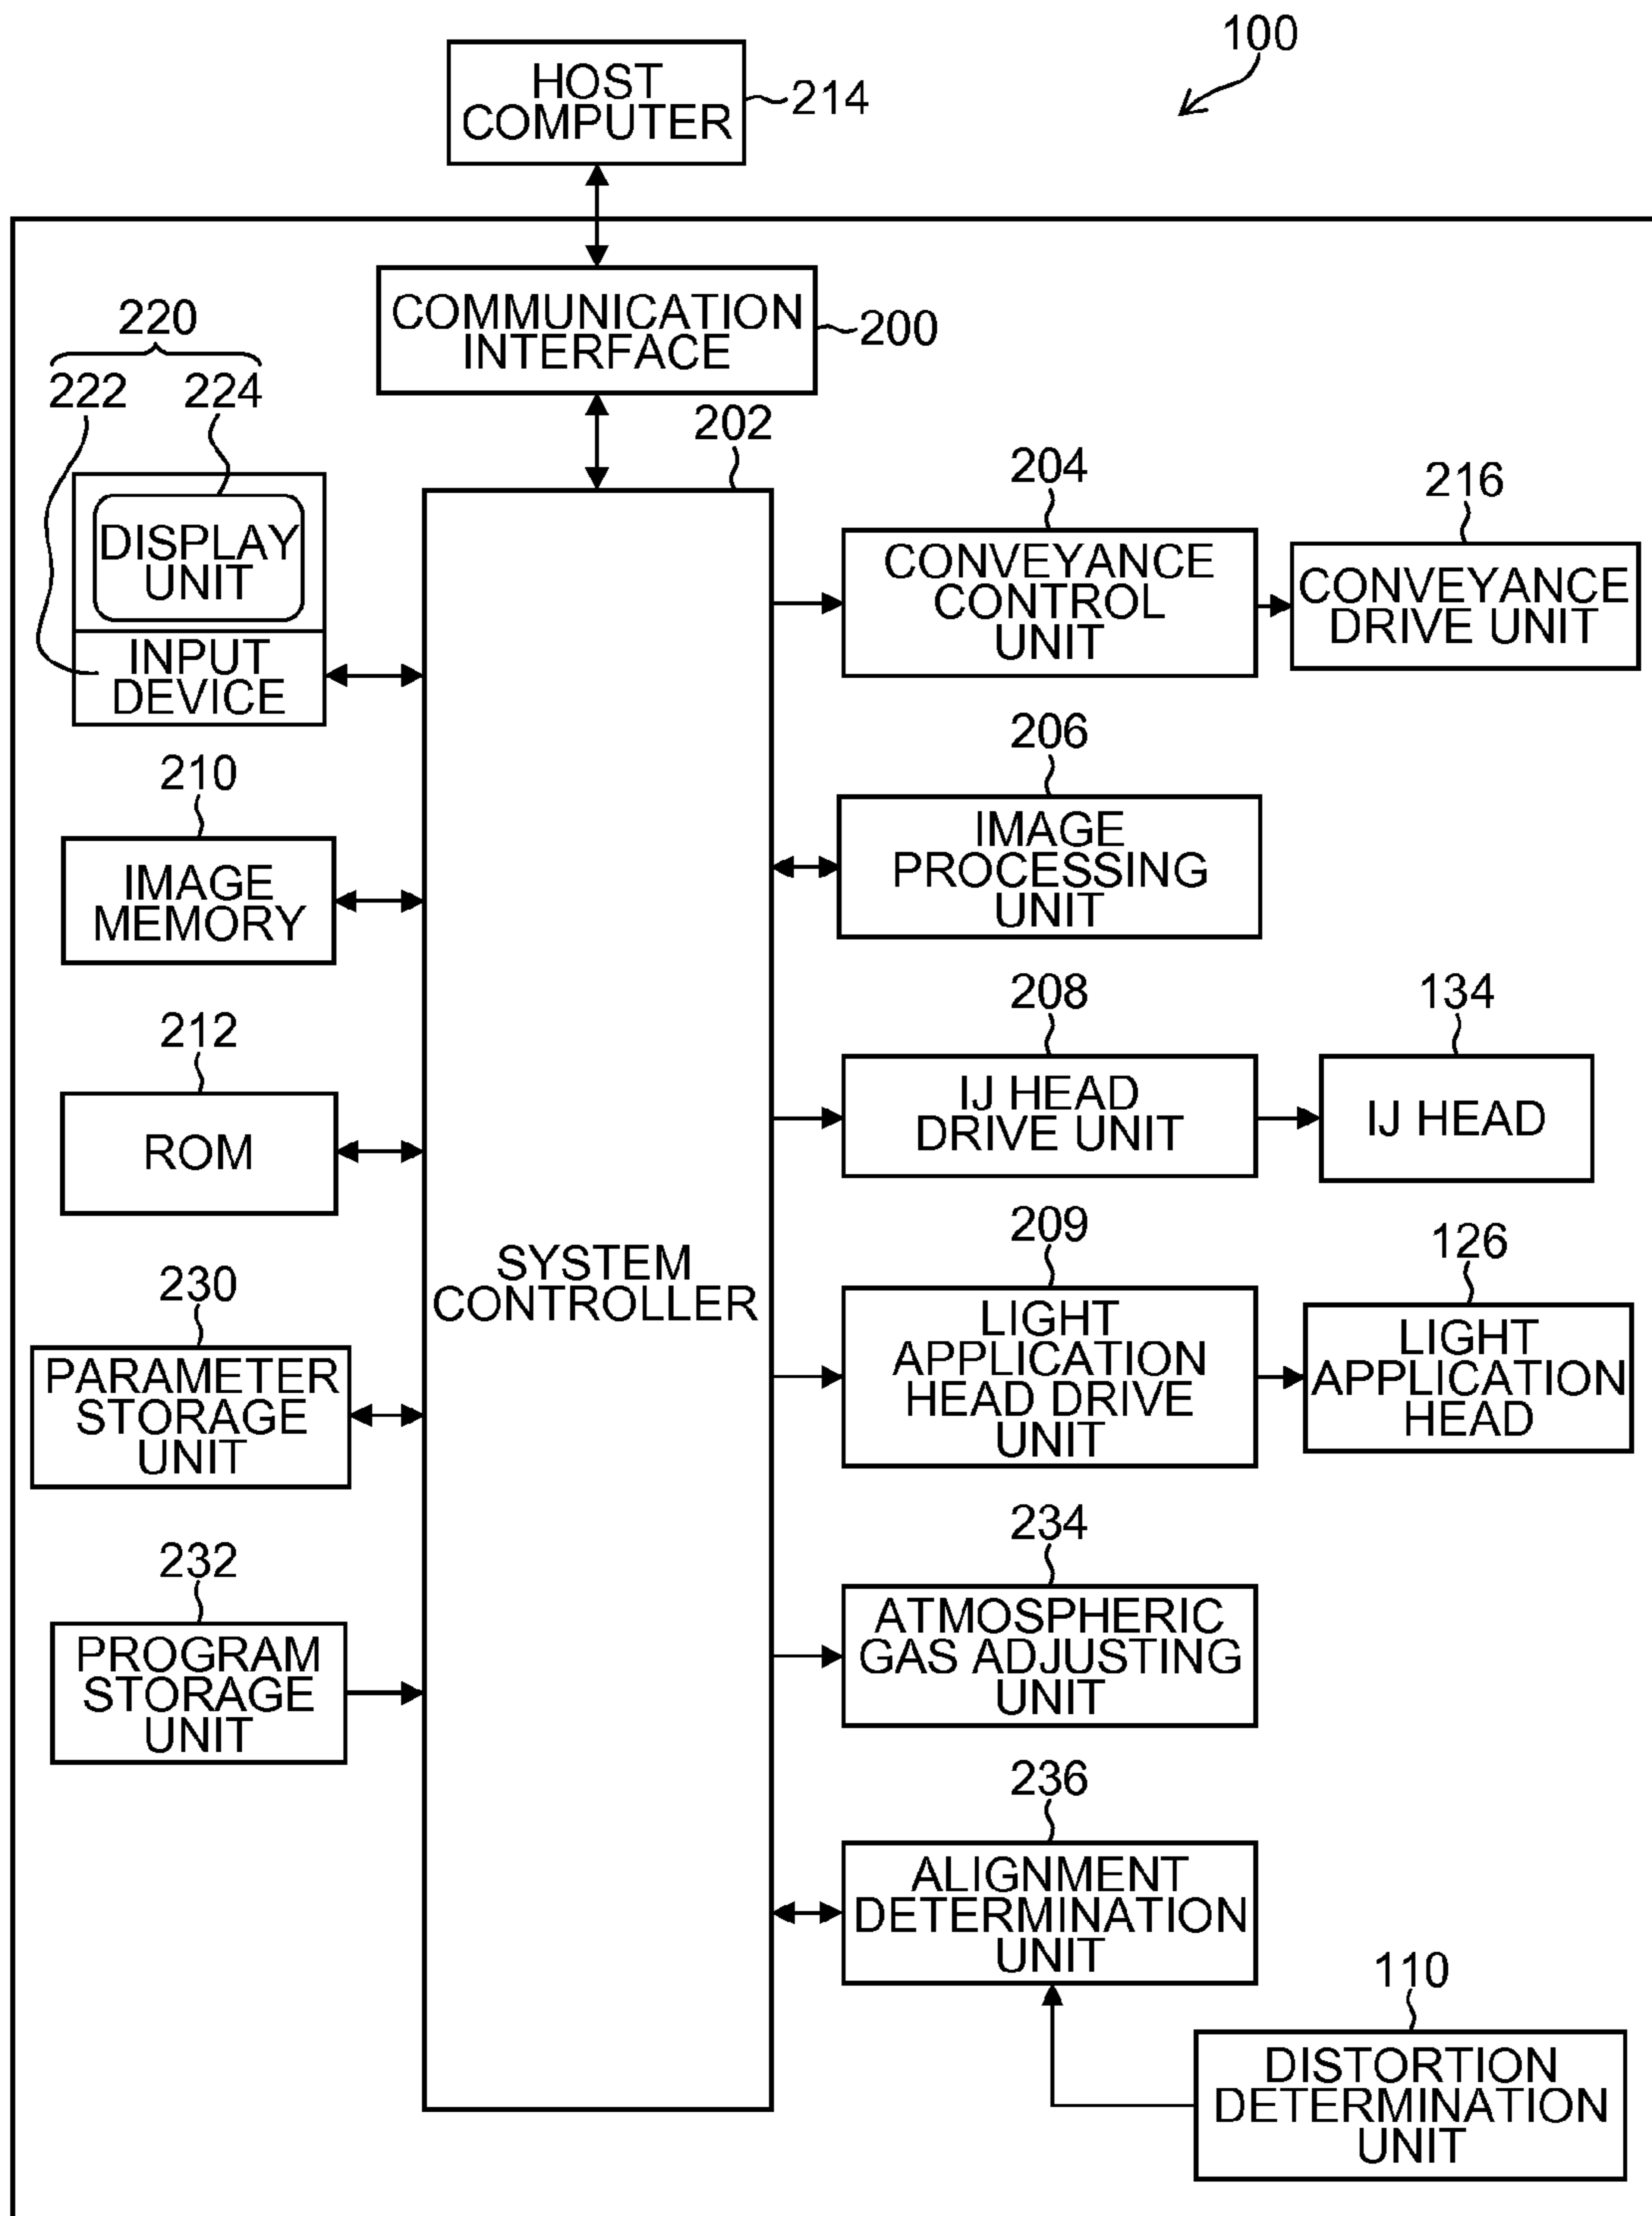 100
HOST
COMPUTER
214
COMMUNICATION
INTERFACE
200
220
222
224
DISPLAY
UNIT
INPUT
DEVICE
202
SYSTEM
CONTROLLER
204
CONVEYANCE
CONTROL
UNIT
216
CONVEYANCE
DRIVE UNIT
210
IMAGE
MEMORY
206
IMAGE
PROCESSING
UNIT
212
ROM
208
IJ HEAD
DRIVE UNIT
134
IJ HEAD
230
PARAMETER
STORAGE
UNIT
209
LIGHT
APPLICATION
HEAD DRIVE
UNIT
126
LIGHT
APPLICATION
HEAD
232
PROGRAM
STORAGE
UNIT
234
ATMOSPHERIC
GAS ADJUSTING
UNIT
236
ALIGNMENT
DETERMINATION
UNIT
110
DISTORTION
DETERMINATION
UNIT